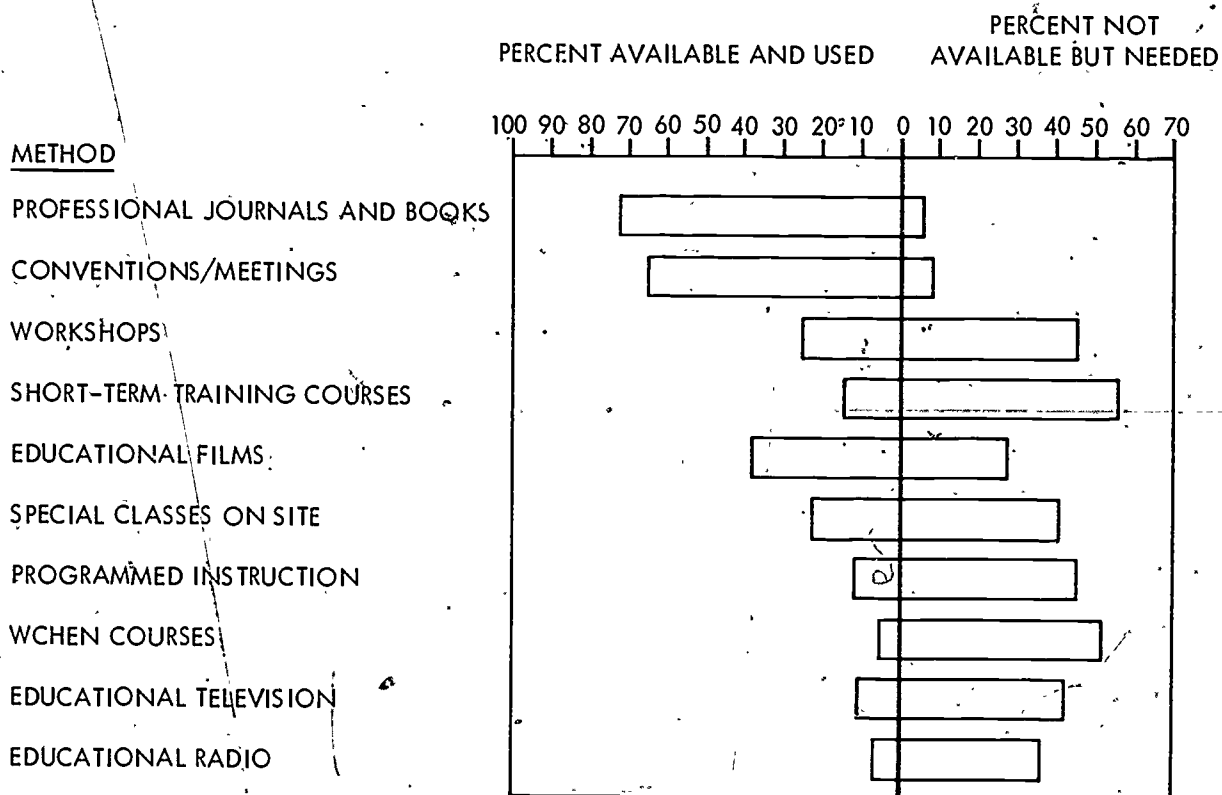 PERCENT AVAILABLE AND USED
PERCENT NOT
AVAILABLE BUT NEEDED
100 90 80 70 60 50 40 30 20 10 0 10 20 30 40 50 60 70
METHOD
PROFESSIONAL JOURNALS AND BOOKS
CONVENTIONS/MEETINGS
WORKSHOPS
SHORT-TERM TRAINING COURSES
EDUCATIONAL FILMS
SPECIAL CLASSES ON SITE
PROGRAMMED INSTRUCTION
WCHEN COURSES
EDUCATIONAL TELEVISION
EDUCATIONAL RADIO